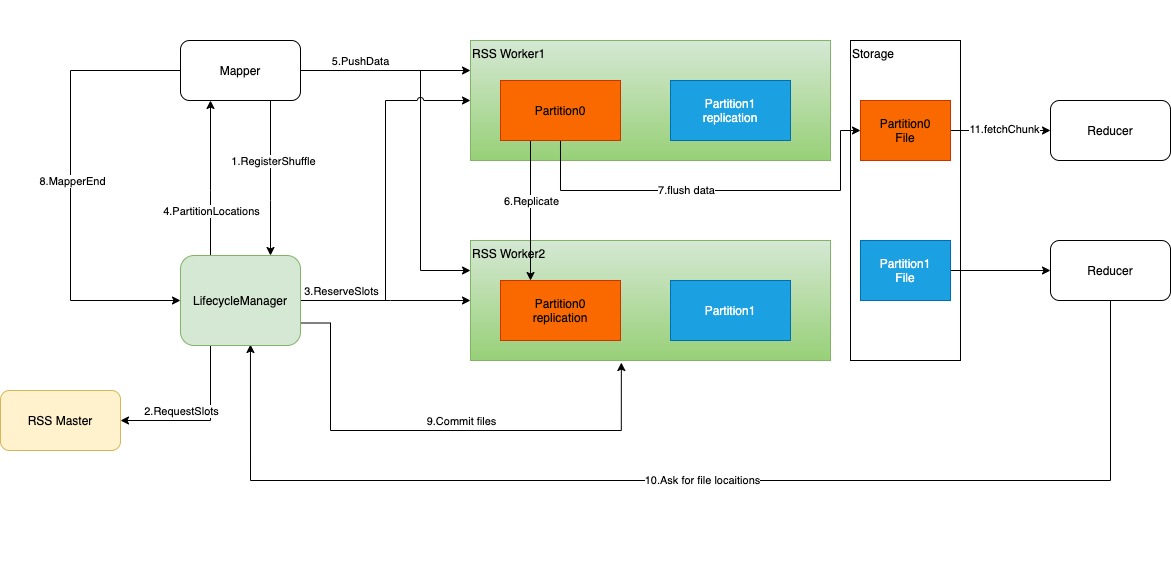 Mapper
5.PushData
RSS Worker1
Partition0
Partition1
replication
Storage
Partition0
File
11.fetchChunk
Reducer
1.RegisterShuffle
8.MapperEnd
4.PartitionLocations
6.Replicate
7.flush data
RSS Worker2
Partition0
replication
Partition1
Partition1
File
Reducer
LifecycleManager
3.ReserveSlots
2.RequestSlots
RSS Master
9.Commit files
10.Ask for file locaitions